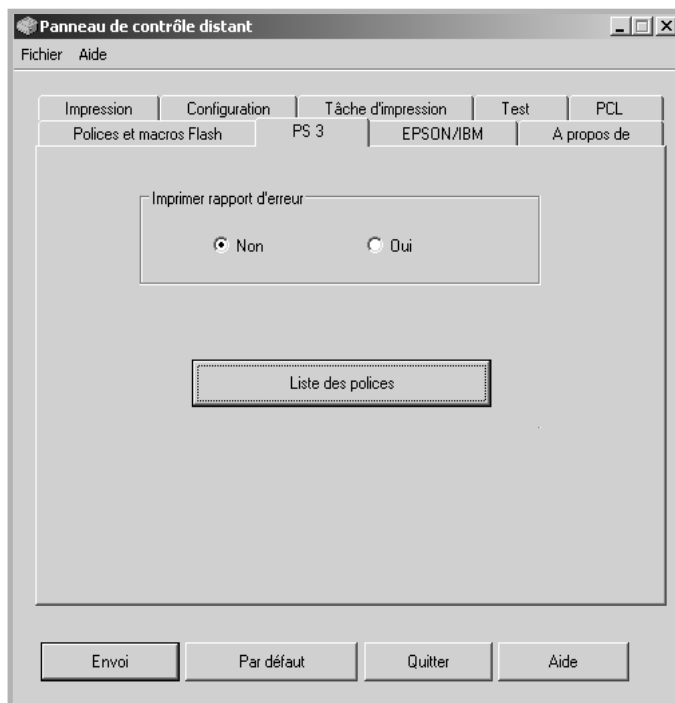 Panneau de contrôle distant
Fichier Aide
Impression Configuration Tâche d'impression Test PCL
Polices et macros Flash PS 3 EPSON/IBM A propos de
Imprimer rapport d'erreur
Non Oui
Liste des polices
Envoi Par défaut Quitter Aide